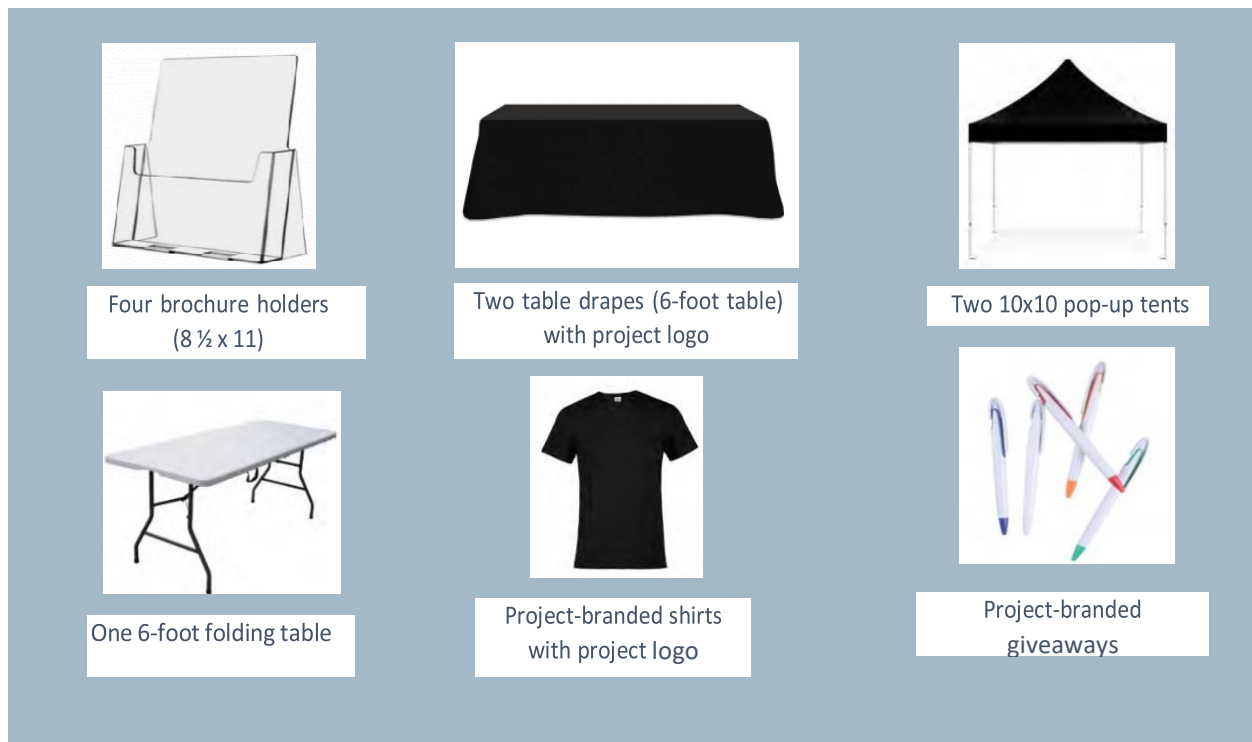 Four brochure holders
(8 ½ x 11)
Two table drapes (6-foot table)
with project logo
Two 10x10 pop-up tents
One 6-foot folding table
Project-branded shirts
with project logo
Project-branded
giveaways